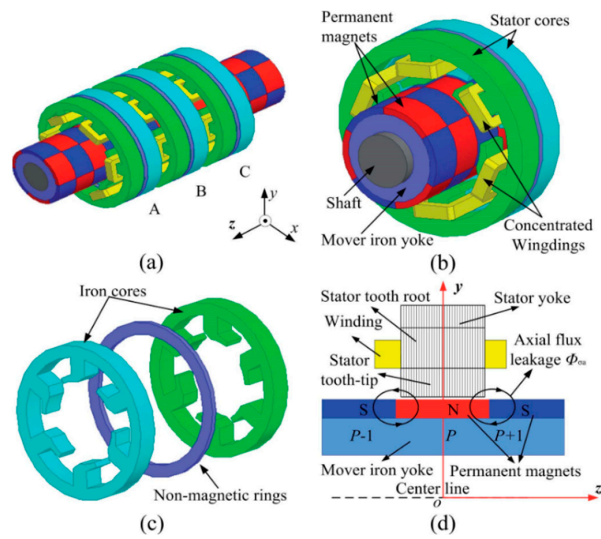 A
B
C
y
z
x
(a)
Permanent
magnets
Stator cores
Shaft
Mover iron yoke
Concentrated
Wingdings
(b)
Iron cores
Non-magnetic rings
(c)
y
Stator tooth root
Stator yoke
Winding
Axial flux
leakage Φσa
Stator
tooth-tip
S
N
S
P-1
P
P+1
Mover iron yoke
Permanent magnets
Center line
o
z
(d)